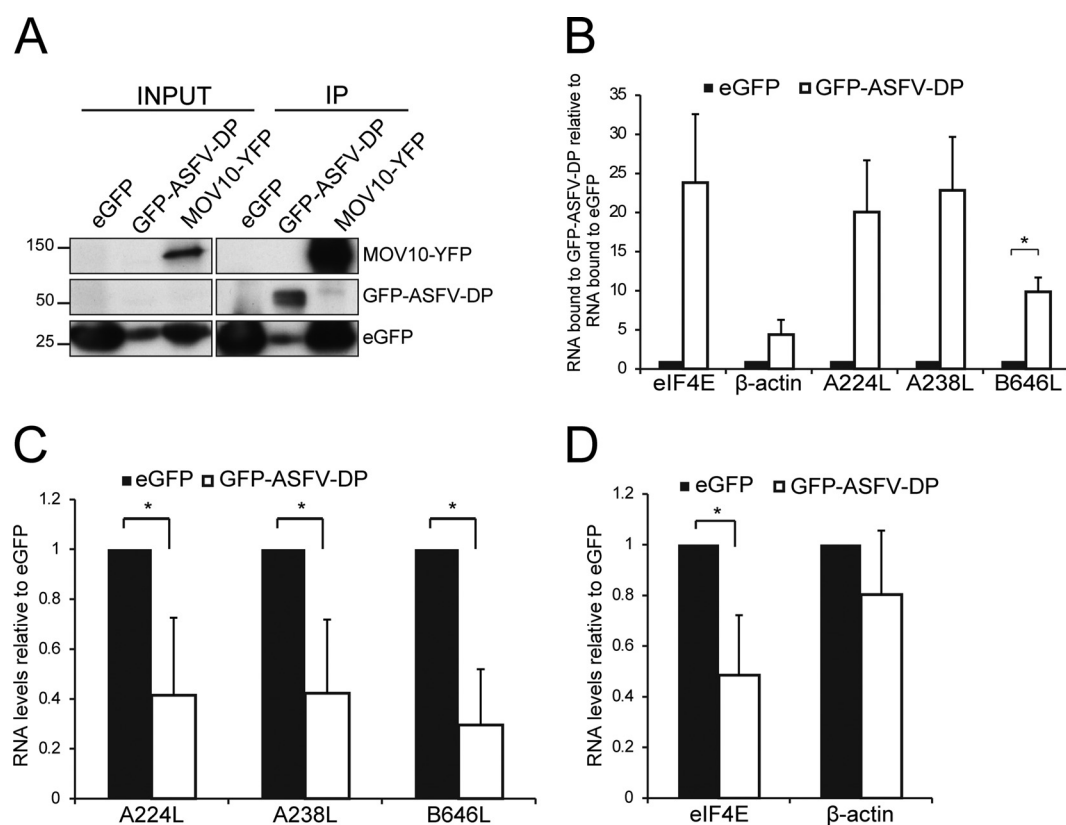 A
INPUT IP
eGFP
GFP-ASFV-DP
MOV10-YFP
eGFP
GFP-ASFV-DP
MOV10-YFP
150
MOV10-YFP
50
GFP-ASFV-DP
25
eGFP
B
eGFP GFP-ASFV-DP
RNA bound to GFP-ASFV-DP relative to
RNA bound to eGFP
35
30
25
20
15
10
5
0
*
eIF4E β-actin A224L A238L B646L
C
eGFP GFP-ASFV-DP
RNA levels relative to eGFP
1.2
1
0.8
0.6
0.4
0.2
0
* * *
A224L A238L B646L
D
eGFP GFP-ASFV-DP
RNA levels relative to eGFP
1.2
1
0.8
0.6
0.4
0.2
0
*
eIF4E β-actin